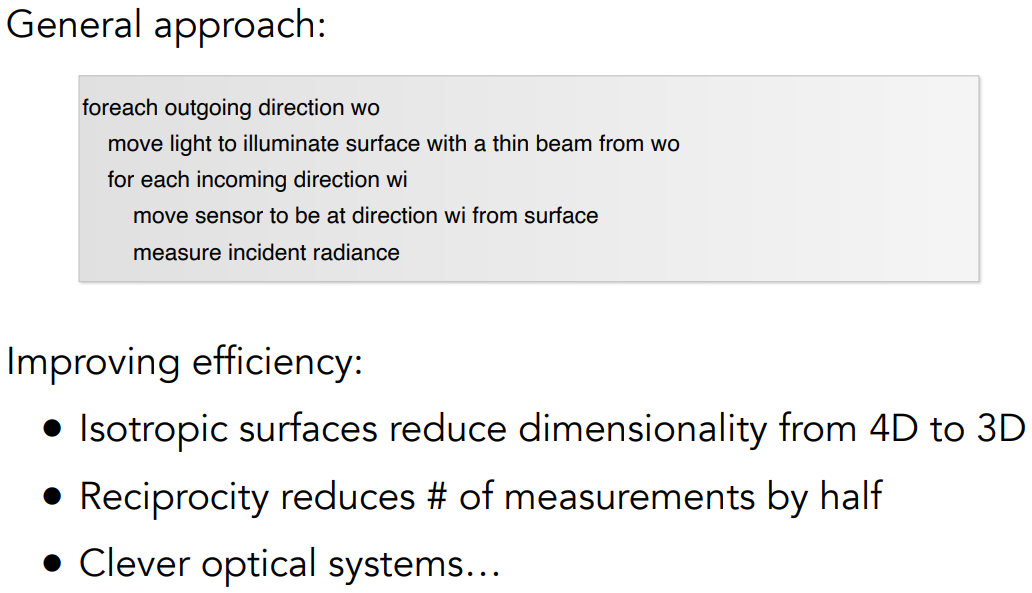 General approach:
foreach outgoing direction wo
move light to illuminate surface with a thin beam from wo
for each incoming direction wi
move sensor to be at direction wi from surface
measure incident radiance
Improving efficiency:
• Isotropic surfaces reduce dimensionality from 4D to 3D
• Reciprocity reduces # of measurements by half
• Clever optical systems…